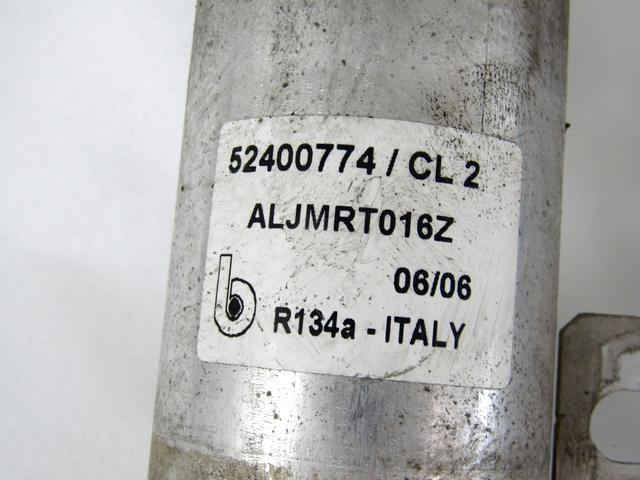 52400774 / CL 2
ALJMRT016Z
06/06
b
R134a - ITALY